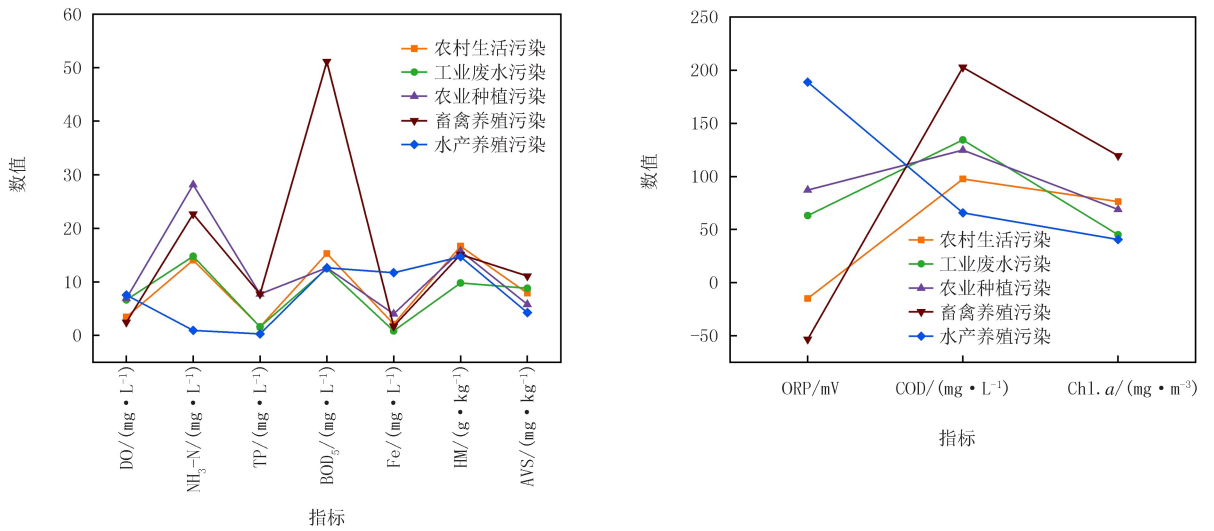 60
50
40
30
20
10
0
数值
农村生活污染
工业废水污染
农业种植污染
畜禽养殖污染
水产养殖污染
DO/(mg·L⁻¹)
NH₃-N/(mg·L⁻¹)
TP/(mg·L⁻¹)
BOD₅/(mg·L⁻¹)
Fe/(mg·L⁻¹)
HM/(g·kg⁻¹)
AVS/(mg·kg⁻¹)
指标
250
200
150
100
50
0
-50
数值
农村生活污染
工业废水污染
农业种植污染
畜禽养殖污染
水产养殖污染
ORP/mV
COD/(mg·L⁻¹)
Chl.a/(mg·m⁻³)
指标